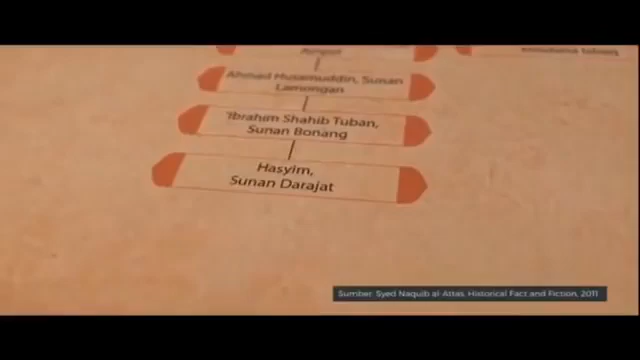 Ampel
Ahmad Husamuddin, Sunan
Lamongan
'Ibrahim Shahib Tuban,
Sunan Bonang
Hasyim,
Sunan Darajat
Sumber: Syed Naquib al-Attas, Historical Fact and Fiction, 2011